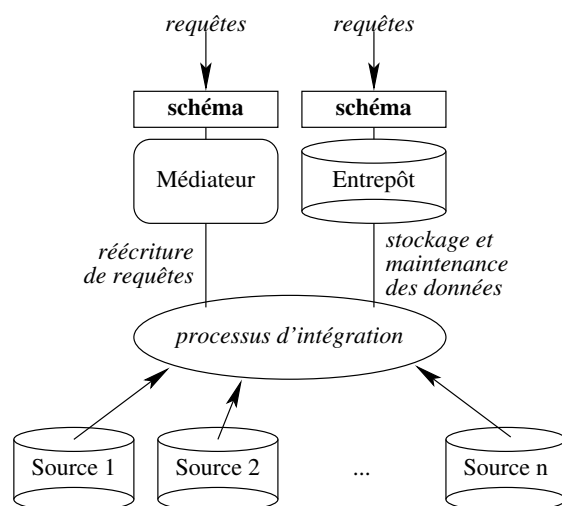 requêtes
requêtes
schéma
schéma
Médiateur
Entrepôt
réécriture
de requêtes
stockage et
maintenance
des données
processus d'intégration
Source 1
Source 2
...
Source n